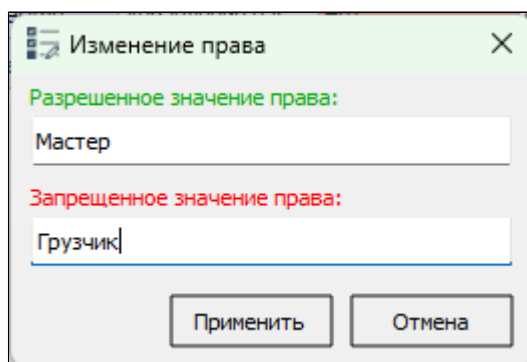 Изменение права
Разрешенное значение права:
Мастер
Запрещенное значение права:
Грузчик
Применить
Отмена